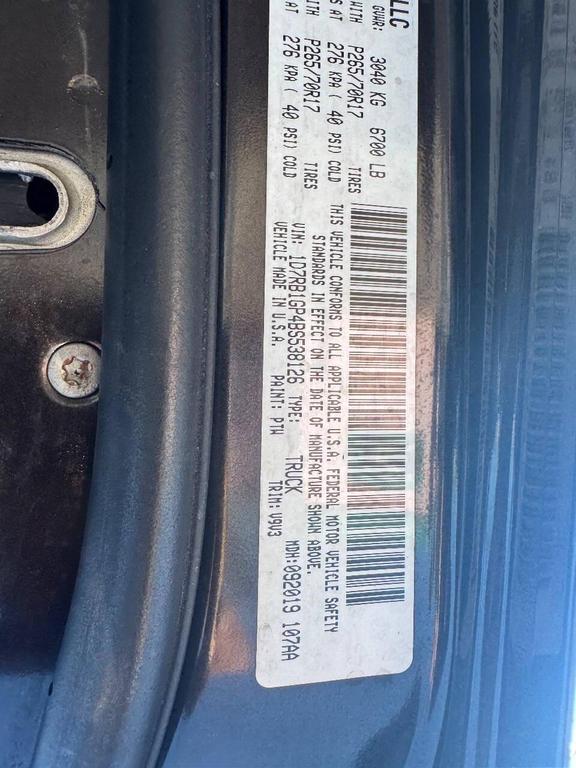 LLC
GVWR: 3040 KG 6700 LB
WITH P265/70R17 TIRES
S AT 276 KPA ( 40 PSI) COLD
ITH P265/70R17 TIRES
AT 276 KPA ( 40 PSI) COLD
THIS VEHICLE CONFORMS TO ALL APPLICABLE U.S.A. FEDERAL MOTOR VEHICLE SAFETY
STANDARDS IN EFFECT ON THE DATE OF MANUFACTURE SHOWN ABOVE.
VIN: 1D7RB1GP4BS538126 TYPE: TRUCK MDH:092019 107AA
VEHICLE MADE IN U.S.A. PAINT: PTW TRIM: V9V3